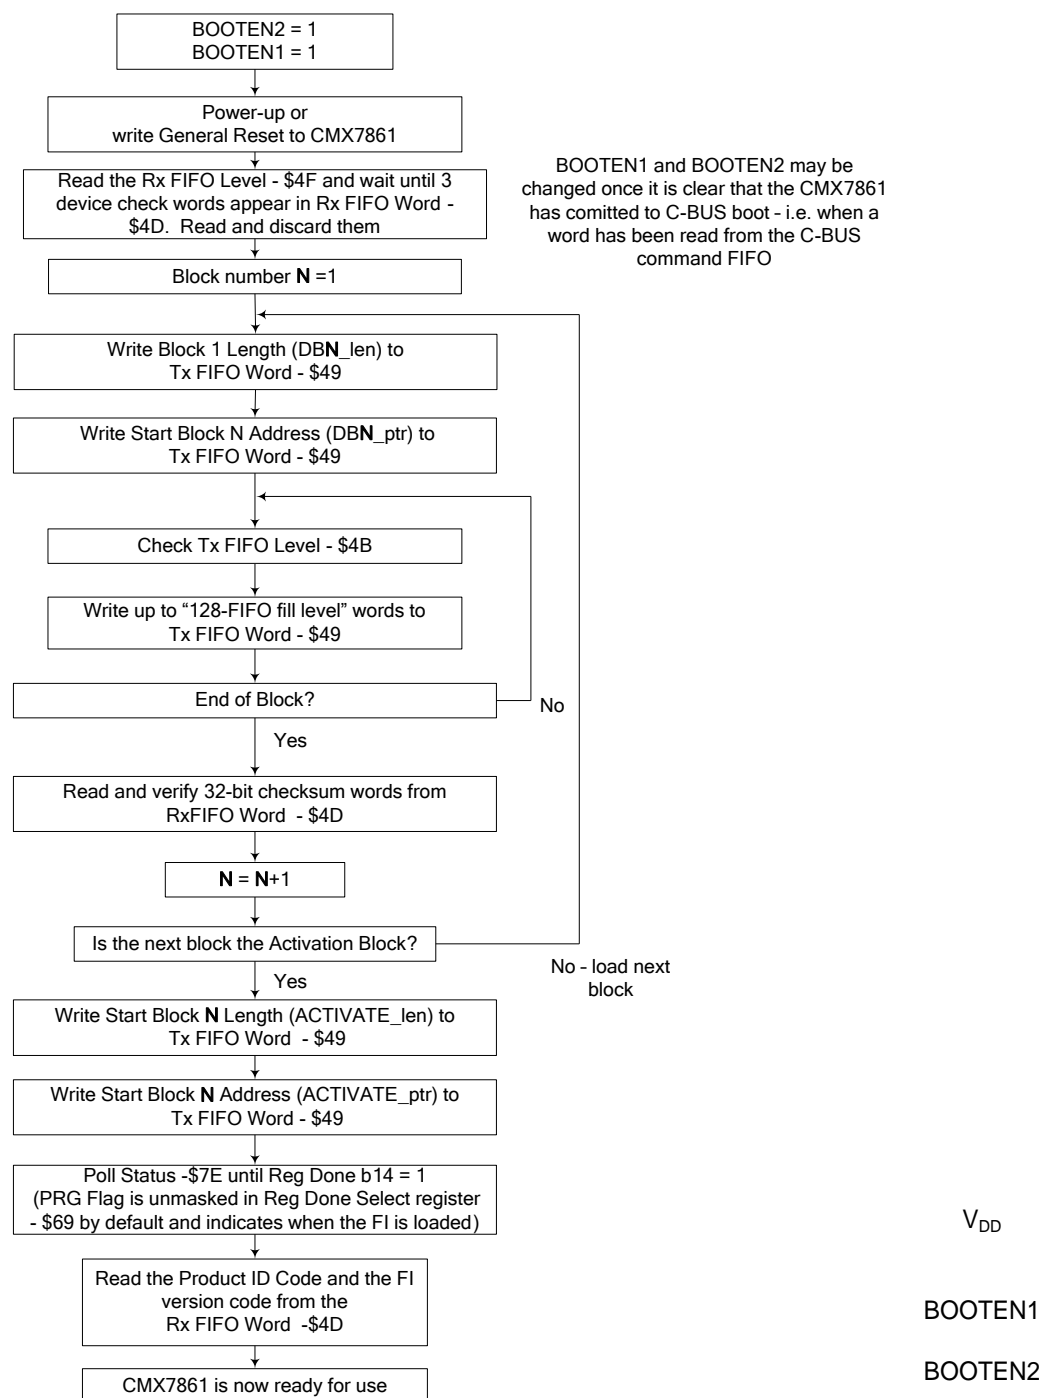 BOOTEN2 = 1
BOOTEN1 = 1
Power-up or
write General Reset to CMX7861
Read the Rx FIFO Level - $4F and wait until 3
device check words appear in Rx FIFO Word -
$4D.  Read and discard them
BOOTEN1 and BOOTEN2 may be
changed once it is clear that the CMX7861
has comitted to C-BUS boot - i.e. when a
word has been read from the C-BUS
command FIFO
Block number N =1
Write Block 1 Length (DBN_len) to
Tx FIFO Word - $49
Write Start Block N Address (DBN_ptr) to
Tx FIFO Word - $49
Check Tx FIFO Level - $4B
Write up to “128-FIFO fill level” words to
Tx FIFO Word - $49
End of Block?
No
Yes
Read and verify 32-bit checksum words from
RxFIFO Word  - $4D
N = N+1
Is the next block the Activation Block?
No - load next
block
Yes
Write Start Block N Length (ACTIVATE_len) to
Tx FIFO Word  - $49
Write Start Block N Address (ACTIVATE_ptr) to
Tx FIFO Word - $49
Poll Status -$7E until Reg Done b14 = 1
(PRG Flag is unmasked in Reg Done Select register
- $69 by default and indicates when the FI is loaded)
Read the Product ID Code and the FI
version code from the
Rx FIFO Word  -$4D
CMX7861 is now ready for use
VDD
BOOTEN1
BOOTEN2